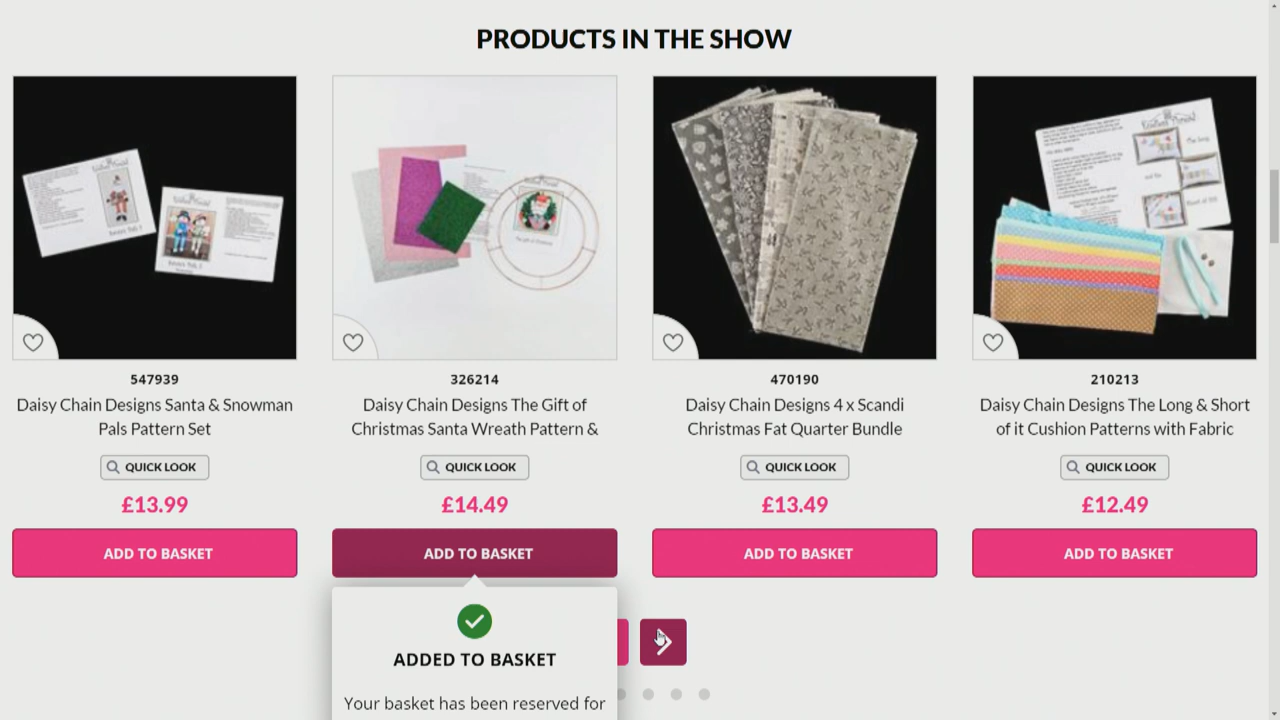 PRODUCTS IN THE SHOW
547939
Daisy Chain Designs Santa & Snowman
Pals Pattern Set
QUICK LOOK
£13.99
ADD TO BASKET
326214
Daisy Chain Designs The Gift of
Christmas Santa Wreath Pattern &
QUICK LOOK
£14.49
ADD TO BASKET
470190
Daisy Chain Designs 4 x Scandi
Christmas Fat Quarter Bundle
QUICK LOOK
£13.49
ADD TO BASKET
210213
Daisy Chain Designs The Long & Short
of it Cushion Patterns with Fabric
QUICK LOOK
£12.49
ADD TO BASKET
ADDED TO BASKET
Your basket has been reserved for